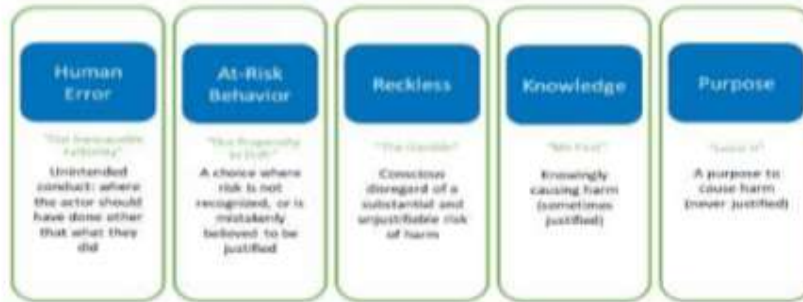 Human
Error
Unintended
conduct: where
the actor should
have done other
that what they
did
At-Risk
Behavior
A choice where
risk is not
recognized, or is
mistakenly
believed to be
justified
Reckless
"The Gamble"
Conscious
disregard of a
substantial and
unjustifiable risk
of harm
Knowledge
Knowingly
causing harm
(sometimes
justified)
Purpose
A purpose to
cause harm
(never justified)